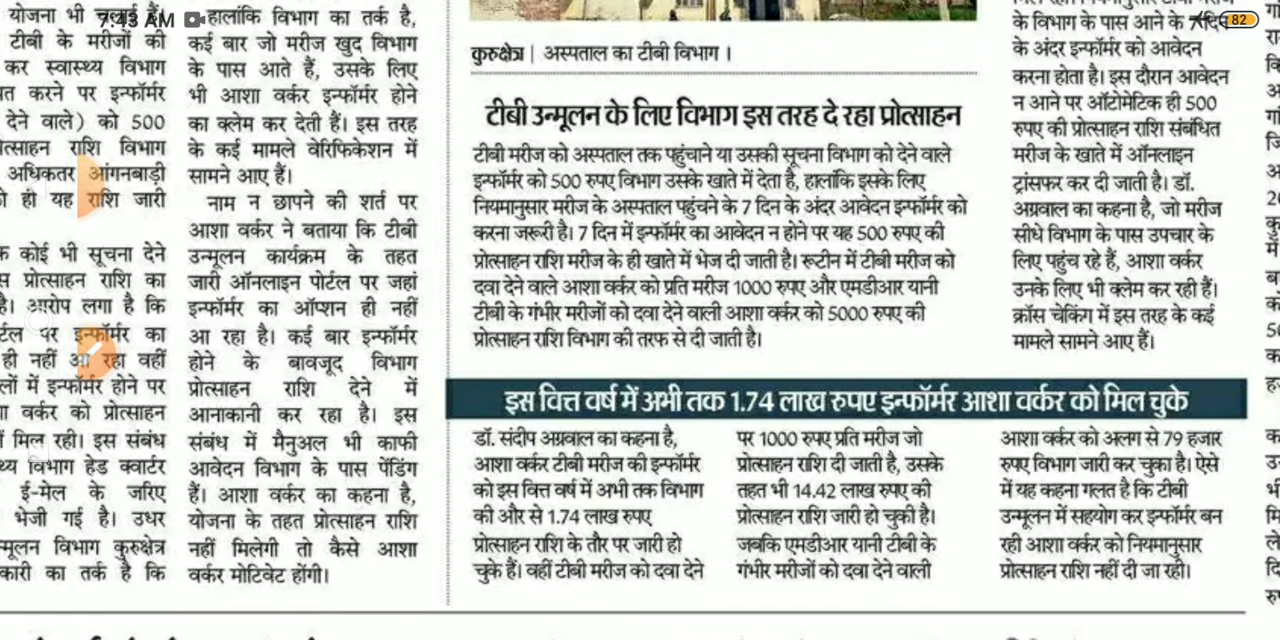 7:43 AM
82
योजना भी
टीबी के मरीजों की
कर स्वास्थ्य विभाग
करने पर इन्फॉर्मर
देने वाले) को 500
राशि विभाग
अधिकतर आंगनबाड़ी
ही यह राशि जारी
कोई भी सूचना देने
प्रोत्साहन राशि का
है। आरोप लगा है कि
पर इन्फॉर्मर का
ही नहीं आ रहा वहीं
में इन्फॉर्मर होने पर
वर्कर को प्रोत्साहन
मिल रही। इस संबंध
विभाग हेड क्वार्टर
ई-मेल के जरिए
भेजी गई है। उधर
विभाग कुरुक्षेत्र
का तर्क है कि
हालांकि विभाग का तर्क है,
कई बार जो मरीज खुद विभाग
के पास आते हैं, उसके लिए
भी आशा वर्कर इन्फॉर्मर होने
का क्लेम कर देती हैं। इस तरह
के कई मामले वेरिफिकेशन में
सामने आए हैं।
नाम न छापने की शर्त पर
आशा वर्कर ने बताया कि टीबी
उन्मूलन कार्यक्रम के तहत
जारी ऑनलाइन पोर्टल पर जहां
इन्फॉर्मर का ऑप्शन ही नहीं
आ रहा है। कई बार इन्फॉर्मर
होने के बावजूद विभाग
प्रोत्साहन राशि देने में
आनाकानी कर रहा है। इस
संबंध में मैनुअल भी काफी
आवेदन विभाग के पास पेंडिंग
हैं। आशा वर्कर का कहना है,
योजना के तहत प्रोत्साहन राशि
नहीं मिलेगी तो कैसे आशा
वर्कर मोटिवेट होंगी।
कुरुक्षेत्र | अस्पताल का टीबी विभाग।
टीबी उन्मूलन के लिए विभाग इस तरह दे रहा प्रोत्साहन
टीबी मरीज को अस्पताल तक पहुंचाने या उसकी सूचना विभाग को देने वाले
इन्फॉर्मर को 500 रुपए विभाग उसके खाते में देता है, हालांकि इसके लिए
नियमानुसार मरीज के अस्पताल पहुंचने के 7 दिन के अंदर आवेदन इन्फॉर्मर को
करना जरूरी है। 7 दिन में इन्फॉर्मर का आवेदन न होने पर यह 500 रुपए की
प्रोत्साहन राशि मरीज के ही खाते में भेज दी जाती है। रूटीन में टीबी मरीज को
दवा देने वाले आशा वर्कर को प्रति मरीज 1000 रुपए और एमडीआर यानी
टीबी के गंभीर मरीजों को दवा देने वाली आशा वर्कर को 5000 रुपए की
प्रोत्साहन राशि विभाग की तरफ से दी जाती है।
के विभाग के पास आने के 7 दिन
के अंदर इन्फॉर्मर को आवेदन
करना होता है। इस दौरान आवेदन
न आने पर ऑटोमेटिक ही 500
रुपए की प्रोत्साहन राशि संबंधित
मरीज के खाते में ऑनलाइन
ट्रांसफर कर दी जाती है। डॉ.
अग्रवाल का कहना है, जो मरीज
सीधे विभाग के पास उपचार के
लिए पहुंच रहे हैं, आशा वर्कर
उनके लिए भी क्लेम कर रही हैं।
क्रॉस चेकिंग में इस तरह के कई
मामले सामने आए हैं।
इस वित्त वर्ष में अभी तक 1.74 लाख रुपए इन्फॉर्मर आशा वर्कर को मिल चुके
डॉ. संदीप अग्रवाल का कहना है,
आशा वर्कर टीबी मरीज की इन्फॉर्मर
को इस वित्त वर्ष में अभी तक विभाग
की और से 1.74 लाख रुपए
प्रोत्साहन राशि के तौर पर जारी हो
चुके हैं। वहीं टीबी मरीज को दवा देने
पर 1000 रुपए प्रति मरीज जो
प्रोत्साहन राशि दी जाती है, उसके
तहत भी 14.42 लाख रुपए की
प्रोत्साहन राशि जारी हो चुकी है।
जबकि एमडीआर यानी टीबी के
गंभीर मरीजों को दवा देने वाली
आशा वर्कर को अलग से 79 हजार
रुपए विभाग जारी कर चुका है। ऐसे
में यह कहना गलत है कि टीबी
उन्मूलन में सहयोग कर इन्फॉर्मर बन
रही आशा वर्कर को नियमानुसार
प्रोत्साहन राशि नहीं दी जा रही।